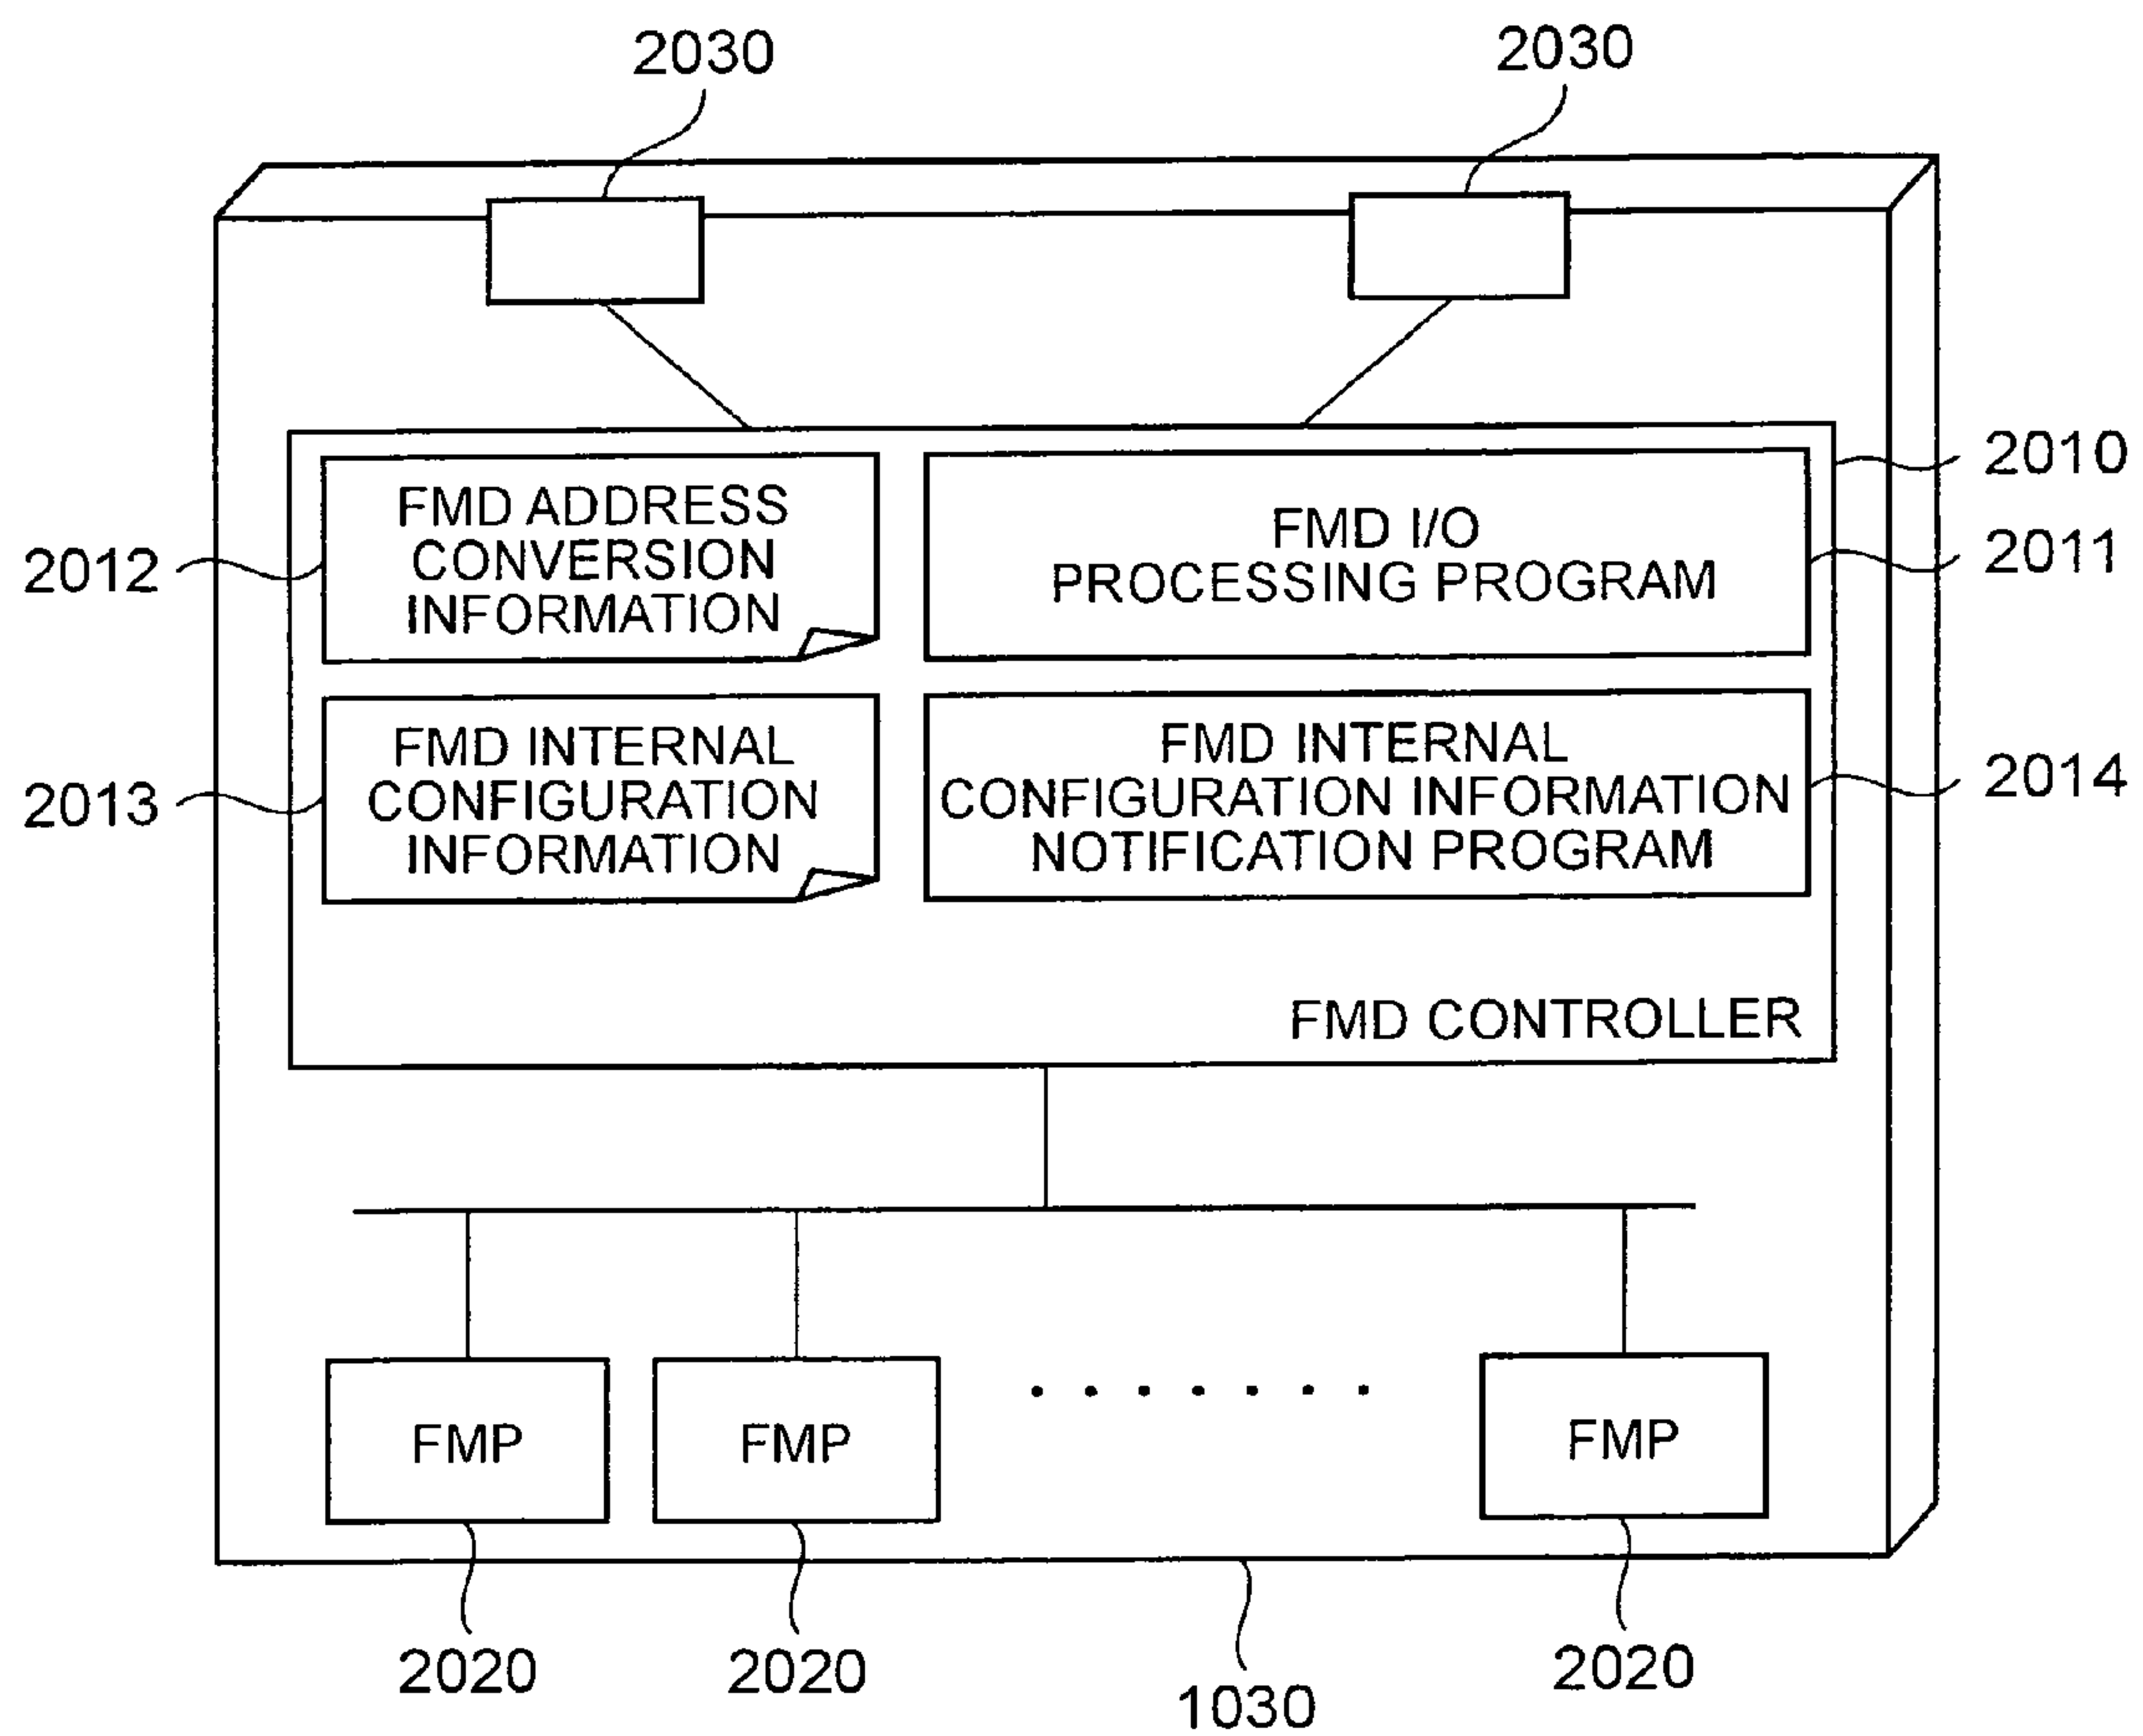 2030
2030
2010
FMD ADDRESS
CONVERSION
INFORMATION
2012
FMD I/O
PROCESSING PROGRAM
2011
FMD INTERNAL
CONFIGURATION
INFORMATION
2013
FMD INTERNAL
CONFIGURATION INFORMATION
NOTIFICATION PROGRAM
2014
FMD CONTROLLER
FMP
FMP
FMP
2020
2020
2020
1030